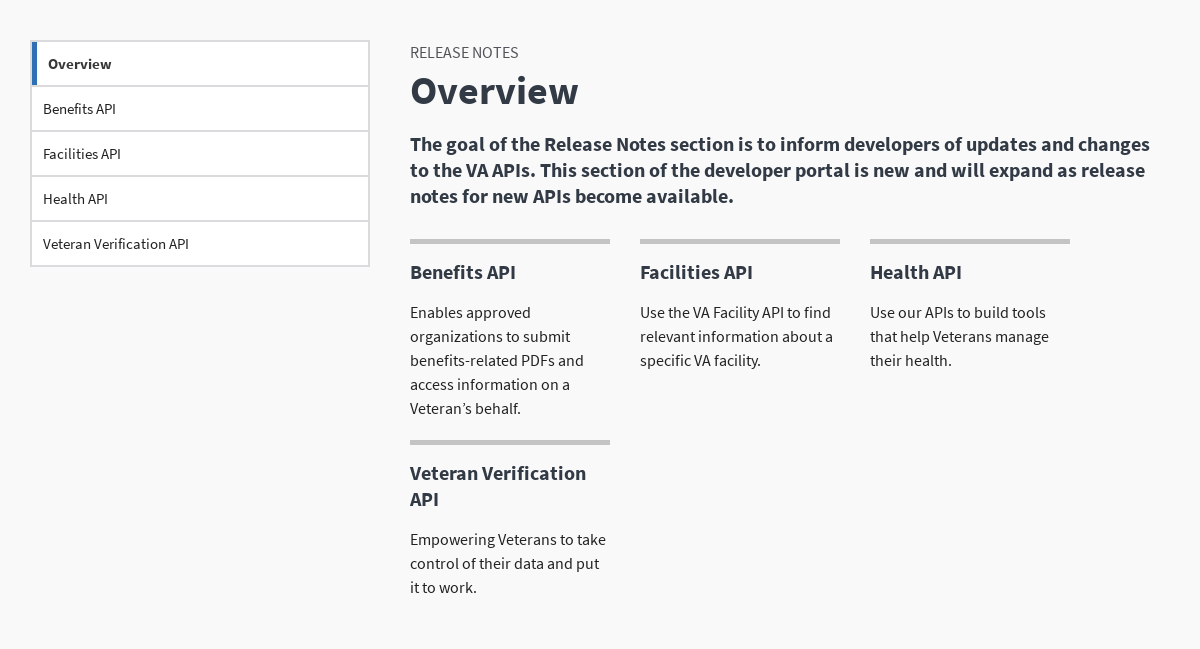 Overview
Benefits API
Facilities API
Health API
Veteran Verification API
RELEASE NOTES
Overview
The goal of the Release Notes section is to inform developers of updates and changes
to the VA APIs. This section of the developer portal is new and will expand as release
notes for new APIs become available.
Benefits API
Enables approved
organizations to submit
benefits-related PDFs and
access information on a
Veteran’s behalf.
Facilities API
Use the VA Facility API to find
relevant information about a
specific VA facility.
Health API
Use our APIs to build tools
that help Veterans manage
their health.
Veteran Verification
API
Empowering Veterans to take
control of their data and put
it to work.